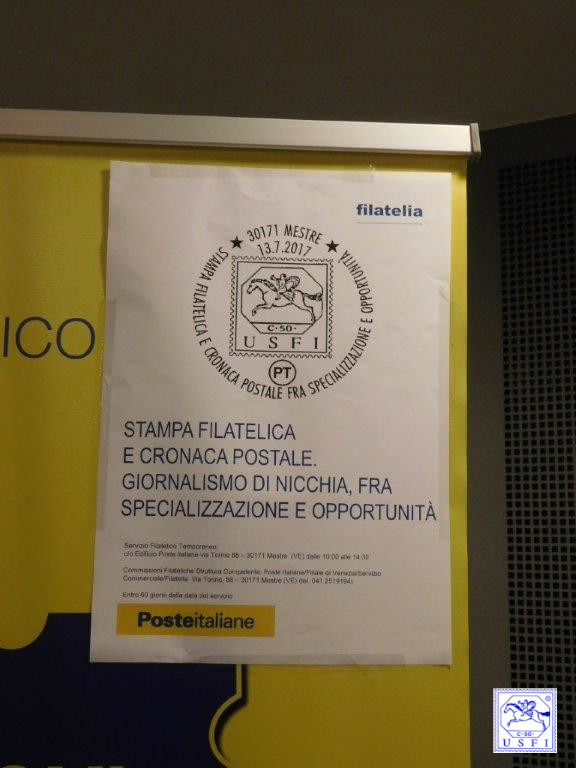 filatelia
30171 MESTRE
13.7.2017
STAMPA FILATELICA E CRONACA POSTALE FRA SPECIALIZZAZIONE E OPPORTUNITÀ
C·50·
USFI
PT
ICO
STAMPA FILATELICA
E CRONACA POSTALE.
GIORNALISMO DI NICCHIA, FRA
SPECIALIZZAZIONE E OPPORTUNITÀ
Servizio Filatelico Temporaneo:
c/o Edificio Poste Italiane via Torino 88 – 30171 Mestre (VE) dalle 10:00 alle 14:30
Commissioni Filateliche Struttura Competente: Poste Italiane/Filiale di Venezia/Servizio
Commerciale/Filatelia Via Torino, 88 – 30171 Mestre (VE) (tel. 041.2519194)
Entro 60 giorni dalla data del servizio
Posteitaliane
C·50·
USFI